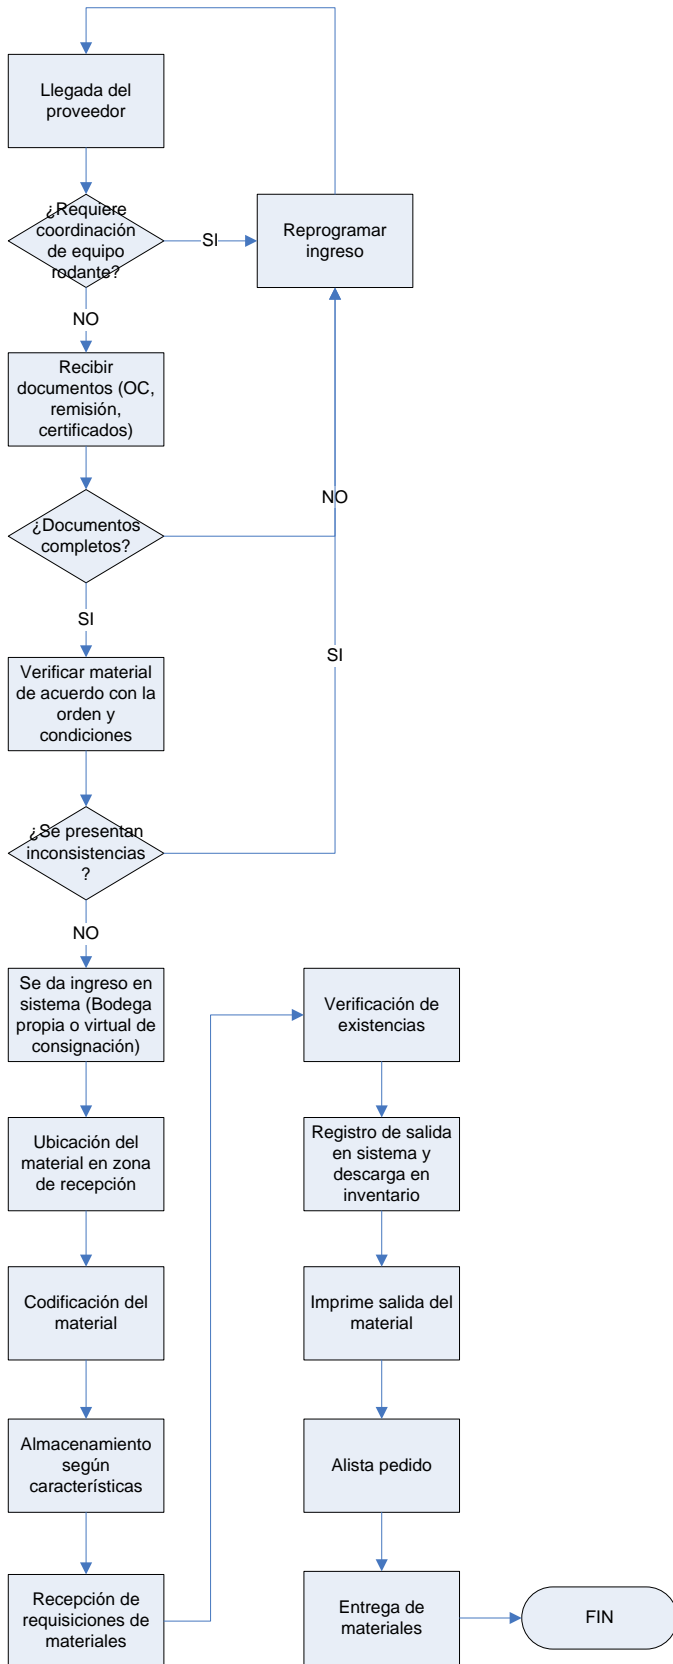 Llegada del
proveedor
¿Requiere
coordinación
de equipo
rodante?
SI
Reprogramar
ingreso
NO
Recibir
documentos (OC,
remisión,
certificados)
¿Documentos
completos?
NO
SI
Verificar material
de acuerdo con la
orden y
condiciones
SI
¿Se presentan
inconsistencias
?
NO
Se da ingreso en
sistema (Bodega
propia o virtual de
consignación)
Ubicación del
material en zona
de recepción
Codificación del
material
Almacenamiento
según
características
Recepción de
requisiciones de
materiales
Verificación de
existencias
Registro de salida
en sistema y
descarga en
inventario
Imprime salida del
material
Alista pedido
Entrega de
materiales
FIN